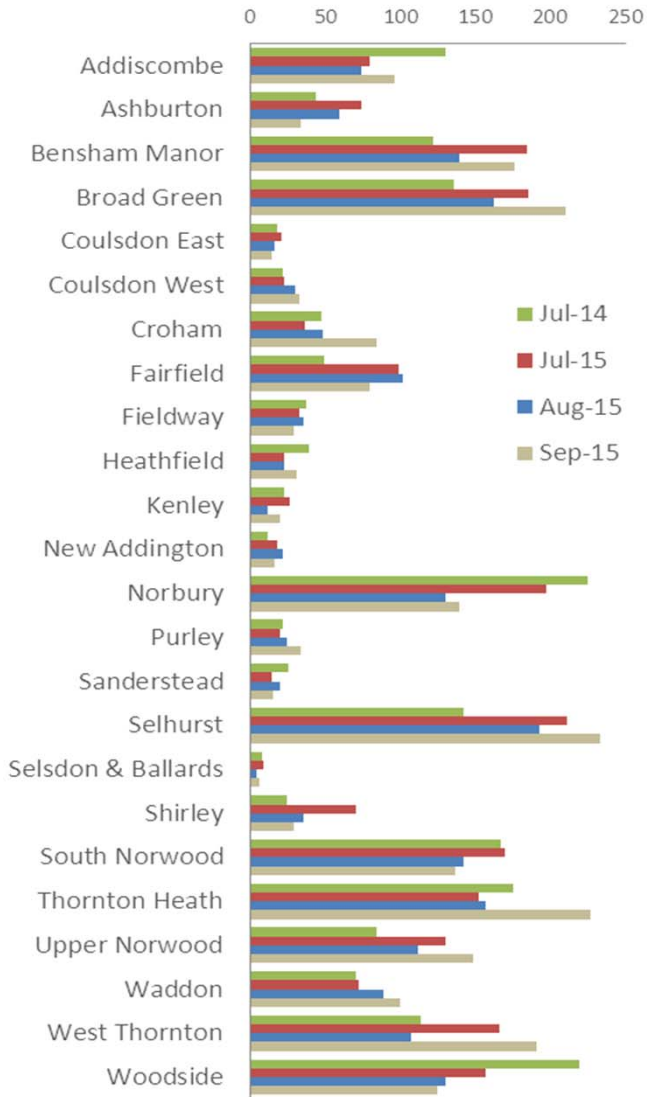 0 50 100 150 200 250
Addiscombe
Ashburton
Bensham Manor
Broad Green
Coulsdon East
Coulsdon West
Croham
Fairfield
Fieldway
Heathfield
Kenley
New Addington
Norbury
Purley
Sanderstead
Selhurst
Selsdon & Ballards
Shirley
South Norwood
Thornton Heath
Upper Norwood
Waddon
West Thornton
Woodside
Jul-14
Jul-15
Aug-15
Sep-15